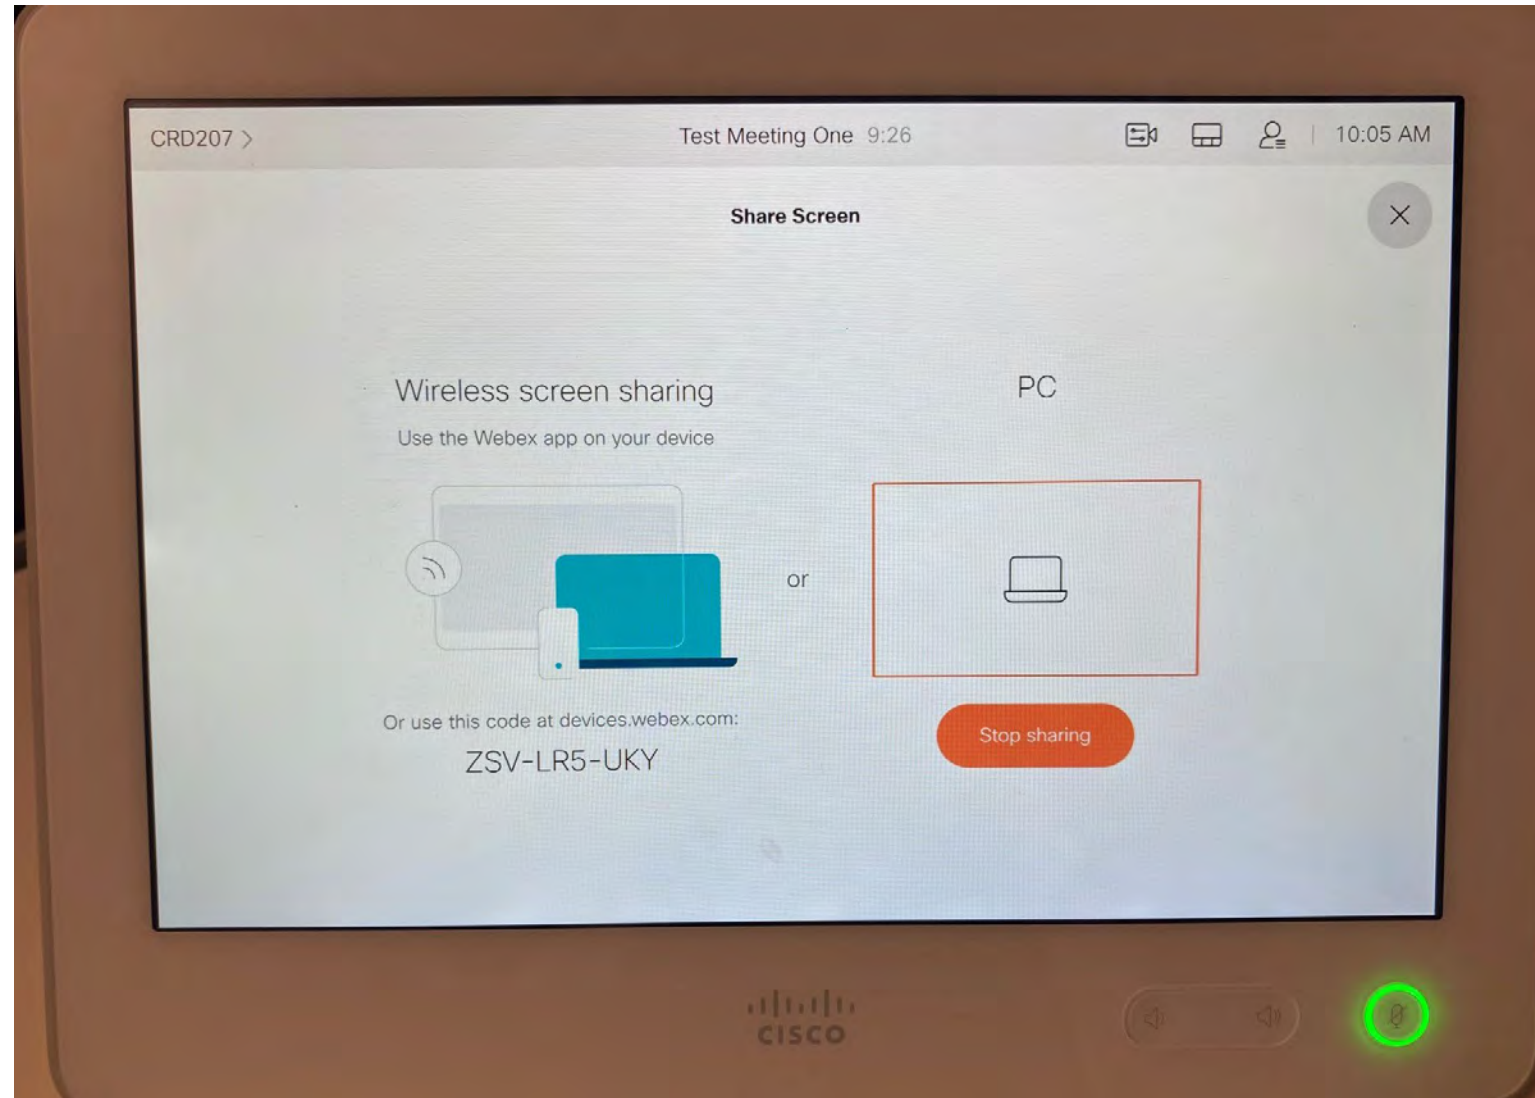 CRD207 >
Test Meeting One 9:26
10:05 AM
Share Screen
Wireless screen sharing
Use the Webex app on your device
PC
or
Or use this code at devices.webex.com:
ZSV-LR5-UKY
Stop sharing
CISCO